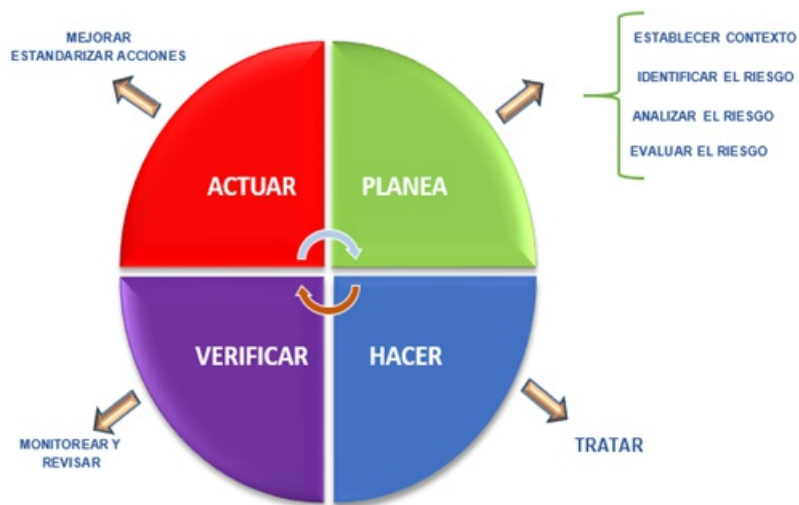 MEJORAR
ESTANDARIZAR ACCIONES
ESTABLECER CONTEXTO
IDENTIFICAR EL RIESGO
ANALIZAR EL RIESGO
EVALUAR EL RIESGO
ACTUAR
PLANEA
VERIFICAR
HACER
MONITOREAR Y
REVISAR
TRATAR